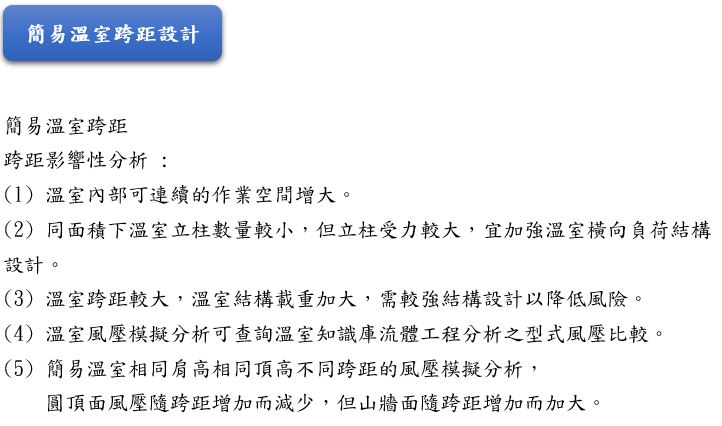 簡易溫室跨距設計
簡易溫室跨距
跨距影響性分析 :
(1) 溫室內部可連續的作業空間增大。
(2) 同面積下溫室立柱數量較小，但立柱受力較大，宜加強溫室橫向負荷結構
設計。
(3) 溫室跨距較大，溫室結構載重加大，需較強結構設計以降低風險。
(4) 溫室風壓模擬分析可查詢溫室知識庫流體工程分析之型式風壓比較。
(5) 簡易溫室相同肩高相同頂高不同跨距的風壓模擬分析，
圓頂面風壓隨跨距增加而減少，但山牆面隨跨距增加而加大。